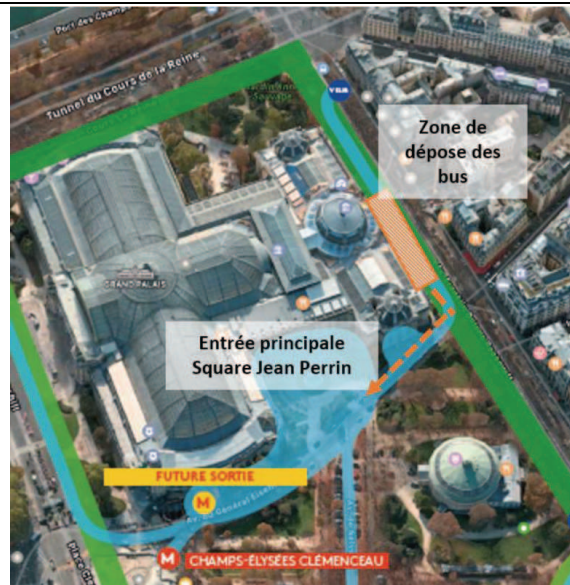 Port des Champs
Tunnel du Cours de la Reine
Zone de
dépose des
bus
GRAND PALAIS
Entrée principale
Square Jean Perrin
FUTURE SORTIE
M
M CHAMPS-ÉLYSÉES CLÉMENCEAU